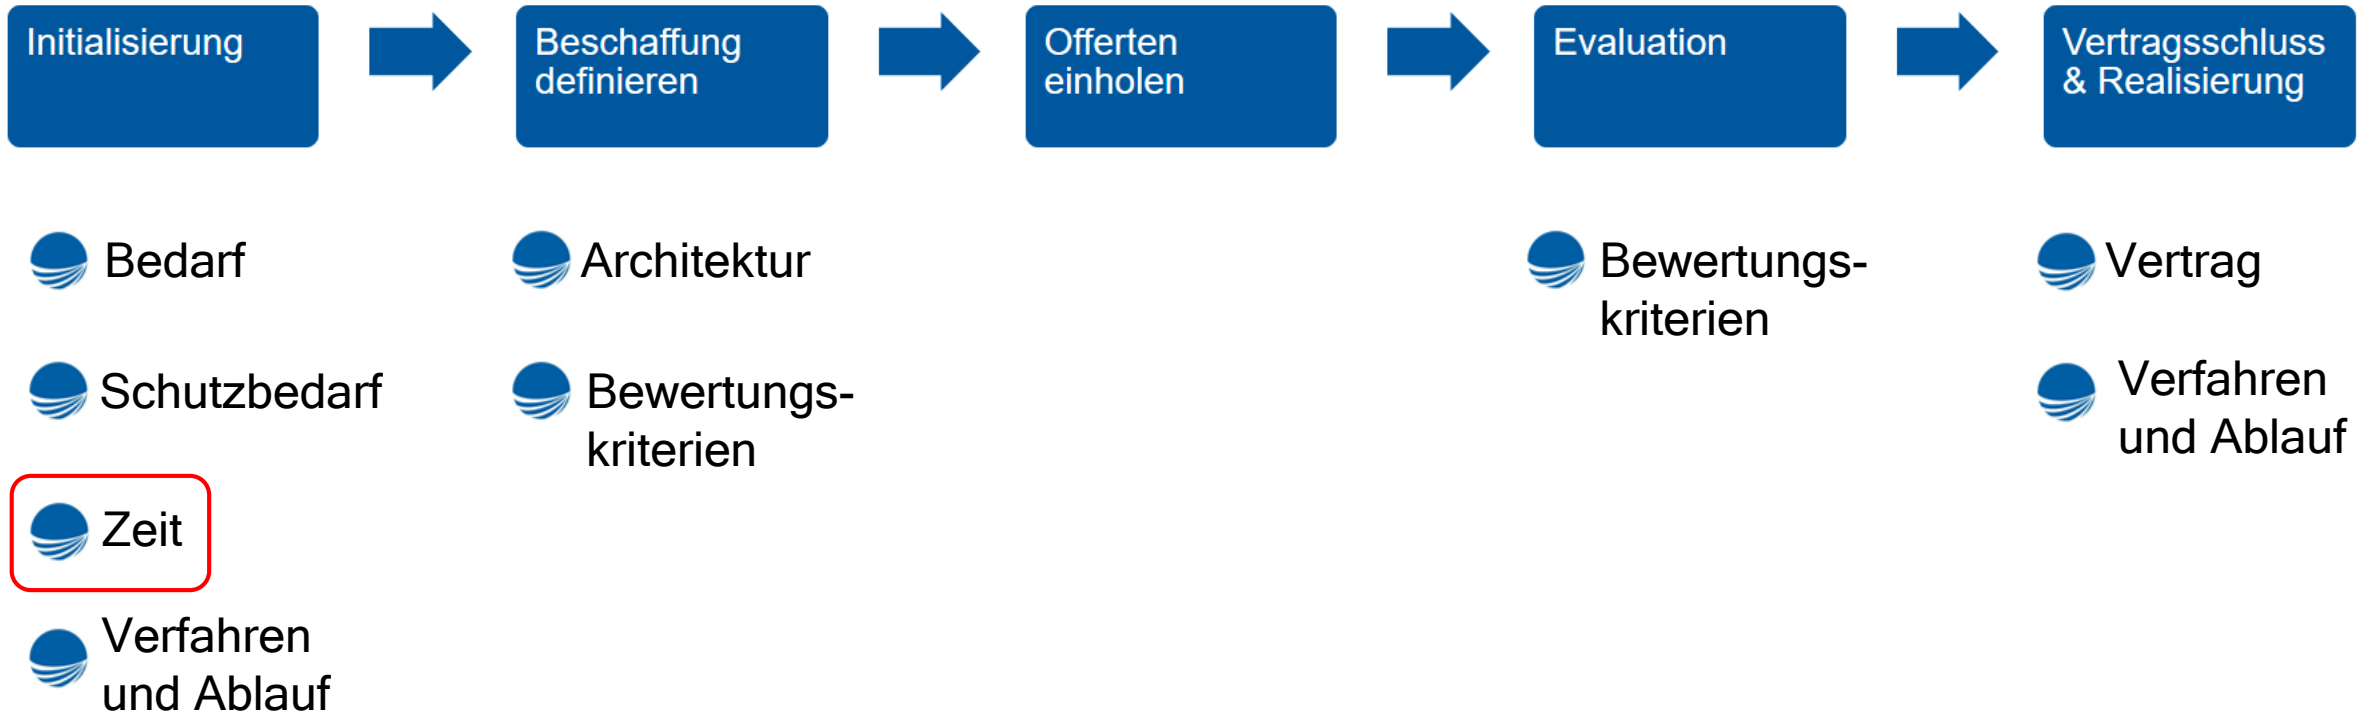 Initialisierung
Beschaffung
definieren
Offerten
einholen
Evaluation
Vertragsschluss
& Realisierung
Bedarf
Schutzbedarf
Zeit
Verfahren
und Ablauf
Architektur
Bewertungs-
kriterien
Bewertungs-
kriterien
Vertrag
Verfahren
und Ablauf